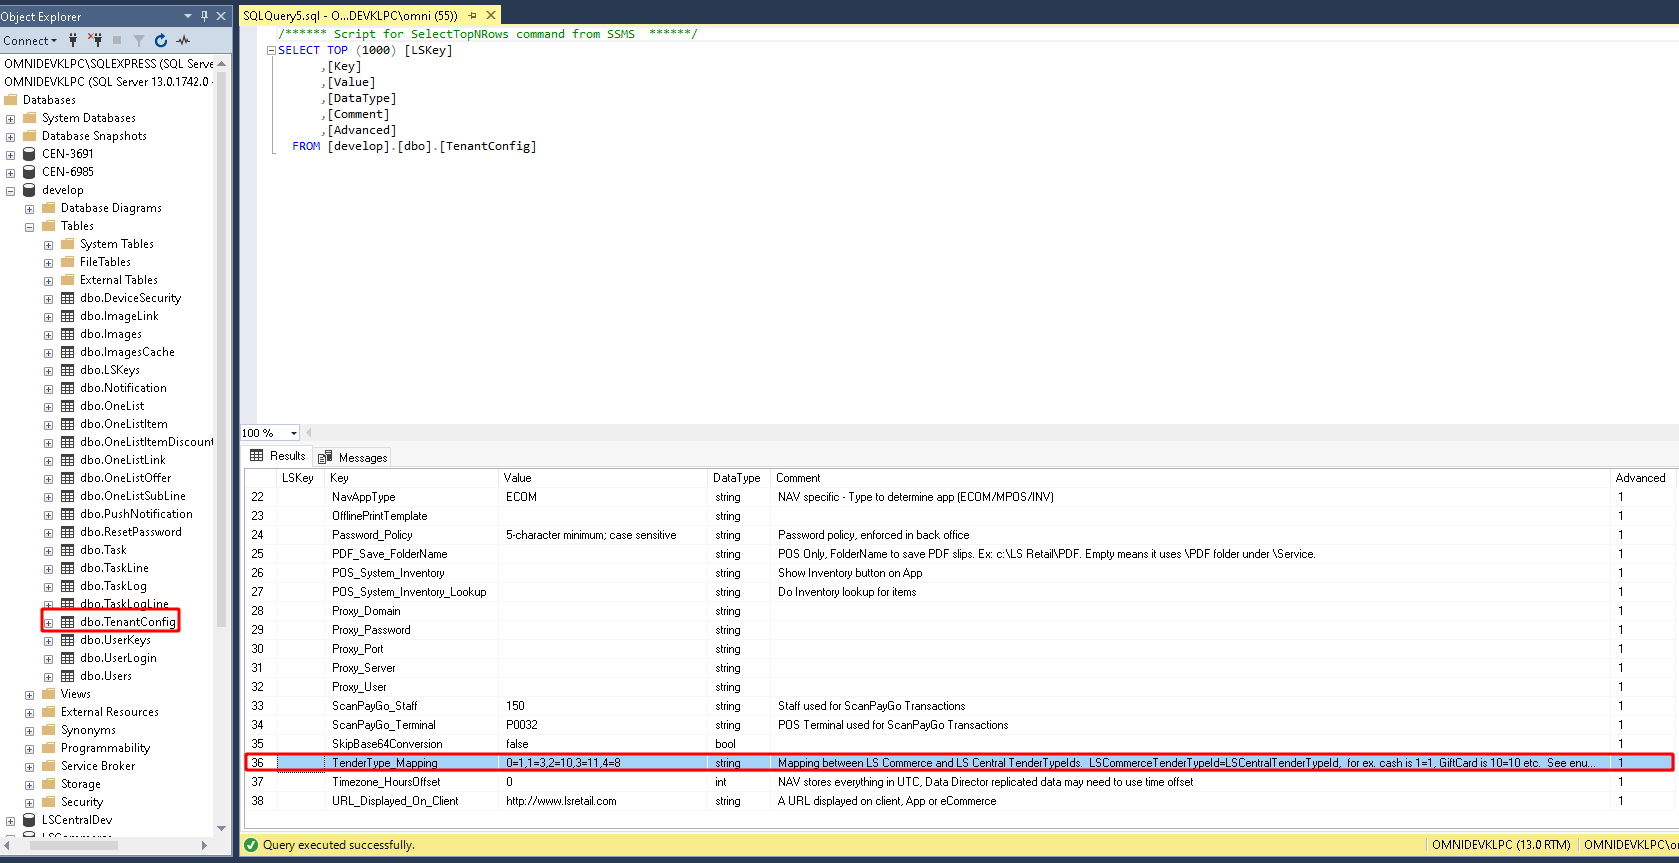 Object Explorer
Connect
OMNIDEVKLPC\SQLEXPRESS (SQL Serve
OMNIDEVKLPC (SQL Server 13.0.1742.0 -
Databases
System Databases
Database Snapshots
CEN-3691
CEN-6985
develop
Database Diagrams
Tables
System Tables
FileTables
External Tables
dbo.DeviceSecurity
dbo.ImageLink
dbo.Images
dbo.ImagesCache
dbo.LSKeys
dbo.Notification
dbo.OneList
dbo.OneListItem
dbo.OneListItemDiscount
dbo.OneListLink
dbo.OneListOffer
dbo.OneListSubLine
dbo.PushNotification
dbo.ResetPassword
dbo.Task
dbo.TaskLine
dbo.TaskLog
dbo.TaskLogLine
dbo.TenantConfig
dbo.UserKeys
dbo.UserLogin
dbo.Users
Views
External Resources
Synonyms
Programmability
Service Broker
Storage
Security
LSCentralDev
SQLQuery5.sql - O...DEVKLPC\omni (55))
/****** Script for SelectTopNRows command from SSMS  ******/
SELECT TOP (1000) [LSKey]
,[Key]
,[Value]
,[DataType]
,[Comment]
,[Advanced]
FROM [develop].[dbo].[TenantConfig]
100 %
Results Messages
LSKey Key Value DataType Comment Advanced
22 NavAppType ECOM string NAV specific - Type to determine app (ECOM/MPOS/INV) 1
23 OfflinePrintTemplate string 1
24 Password_Policy 5-character minimum; case sensitive string Password policy, enforced in back office 1
25 PDF_Save_FolderName string POS Only, FolderName to save PDF slips. Ex: c:\LS Retail\PDF. Empty means it uses \PDF folder under \Service. 1
26 POS_System_Inventory string Show Inventory button on App 1
27 POS_System_Inventory_Lookup string Do Inventory lookup for items 1
28 Proxy_Domain string 1
29 Proxy_Password string 1
30 Proxy_Port string 1
31 Proxy_Server string 1
32 Proxy_User string 1
33 ScanPayGo_Staff 150 string Staff used for ScanPayGo Transactions 1
34 ScanPayGo_Terminal P0032 string POS Terminal used for ScanPayGo Transactions 1
35 SkipBase64Conversion false bool 1
36 TenderType_Mapping 0=1,1=3,2=10,3=11,4=8 string Mapping between LS Commerce and LS Central TenderTypeIds.  LSCommerceTenderTypeId=LSCentralTenderTypeId,  for ex. cash is 1=1, GiftCard is 10=10 etc.  See enu... 1
37 Timezone_HoursOffset 0 int NAV stores everything in UTC, Data Director replicated data may need to use time offset 1
38 URL_Displayed_On_Client http://www.lsretail.com string A URL displayed on client, App or eCommerce 1
Query executed successfully.
OMNIDEVKLPC (13.0 RTM) OMNIDEVKLPC\o